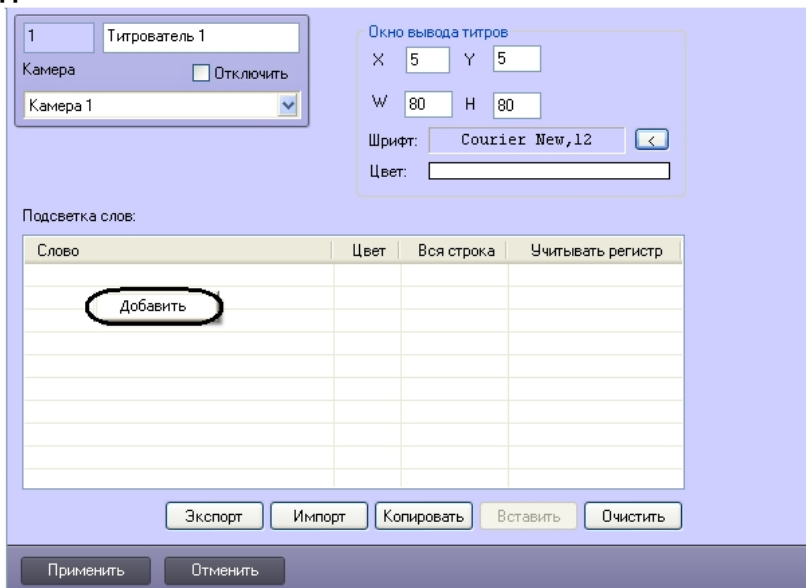 1 Титрователь 1
Камера Отключить
Камера 1
Окно вывода титров
X 5 Y 5
W 80 H 80
Шрифт: Courier New,12 <
Цвет:
Подсветка слов:
Слово Цвет Вся строка Учитывать регистр
Добавить
Экспорт Импорт Копировать Вставить Очистить
Применить Отменить